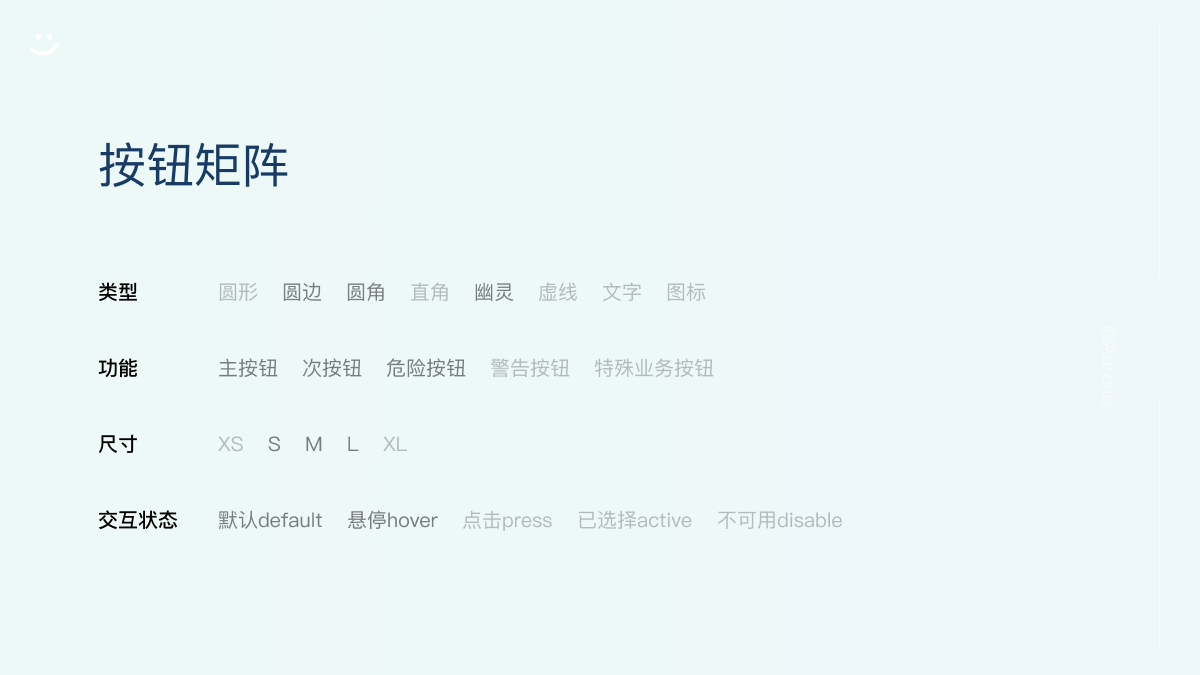 按钮矩阵
类型 圆形 圆边 圆角 直角 幽灵 虚线 文字 图标
功能 主按钮 次按钮 危险按钮 警告按钮 特殊业务按钮
尺寸 XS S M L XL
交互状态 默认default 悬停hover 点击press 已选择active 不可用disable
@Aurelio